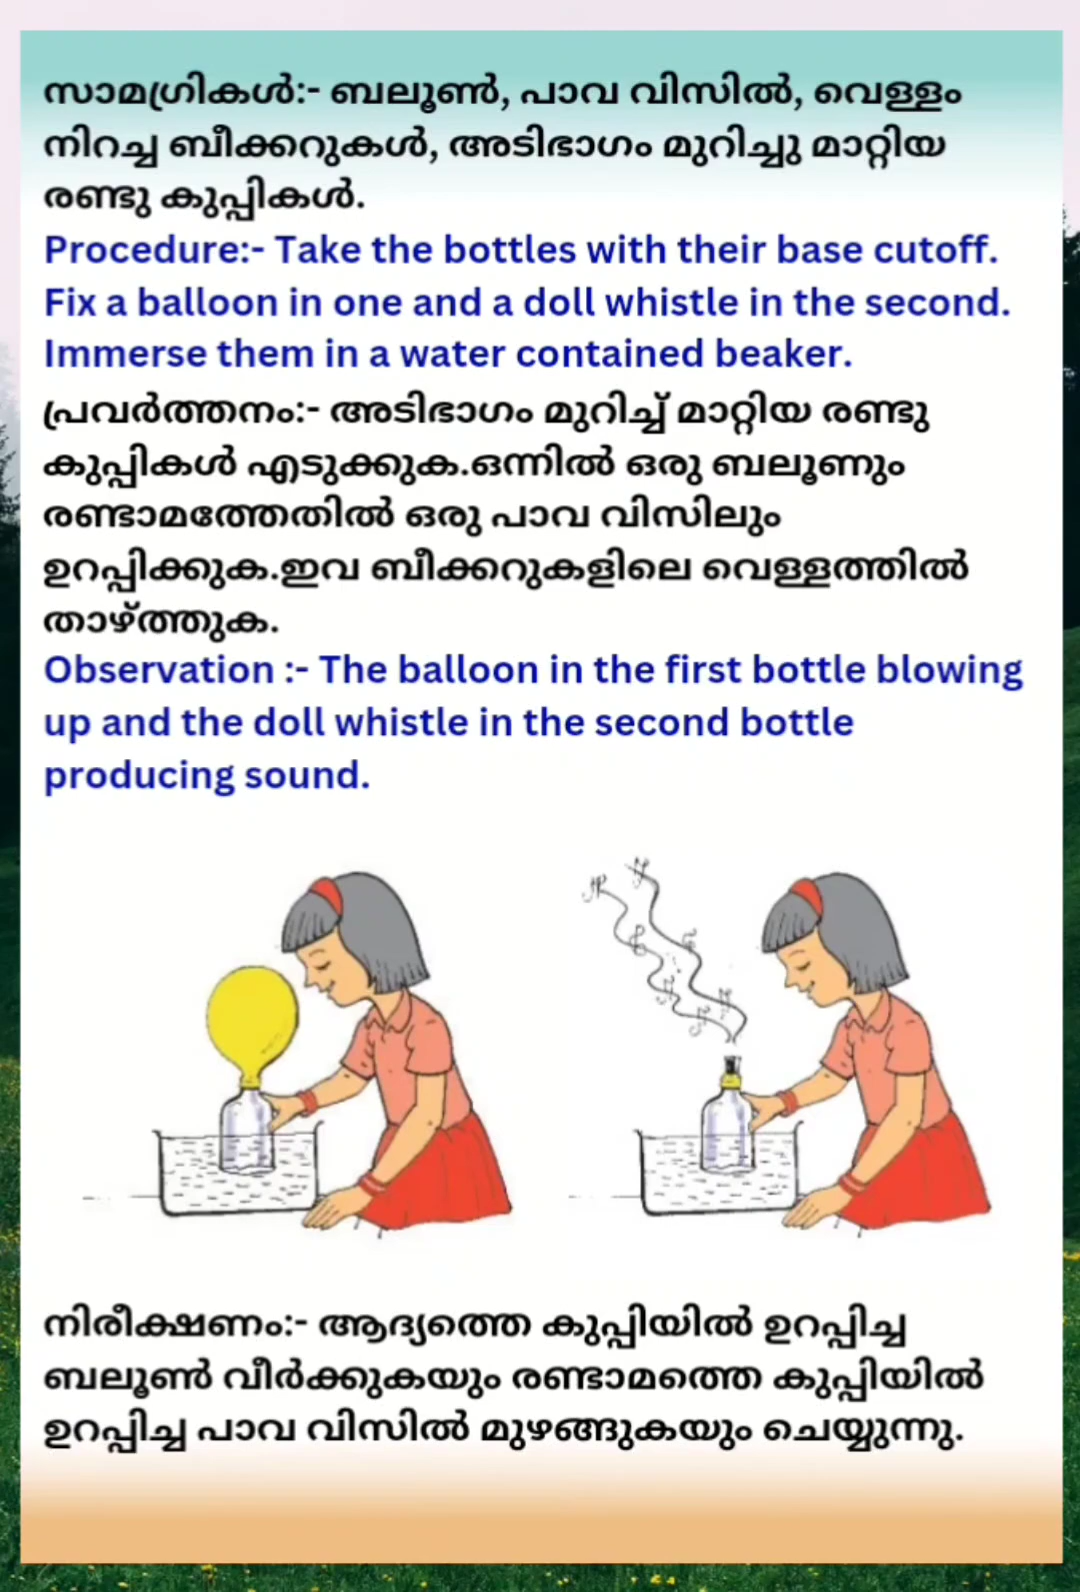 സാമഗ്രികൾ:- ബലൂൺ, പാവ വിസിൽ, വെള്ളം
നിറച്ച ബീക്കറുകൾ, അടിഭാഗം മുറിച്ചു മാറ്റിയ
രണ്ടു കുപ്പികൾ.
Procedure:- Take the bottles with their base cutoff.
Fix a balloon in one and a doll whistle in the second.
Immerse them in a water contained beaker.
പ്രവർത്തനം:- അടിഭാഗം മുറിച്ച് മാറ്റിയ രണ്ടു
കുപ്പികൾ എടുക്കുക.ഒന്നിൽ ഒരു ബലൂണും
രണ്ടാമത്തേതിൽ ഒരു പാവ വിസിലും
ഉറപ്പിക്കുക.ഇവ ബീക്കറുകളിലെ വെള്ളത്തിൽ
താഴ്ത്തുക.
Observation :- The balloon in the first bottle blowing
up and the doll whistle in the second bottle
producing sound.
നിരീക്ഷണം:- ആദ്യത്തെ കുപ്പിയിൽ ഉറപ്പിച്ച
ബലൂൺ വീർക്കുകയും രണ്ടാമത്തെ കുപ്പിയിൽ
ഉറപ്പിച്ച പാവ വിസിൽ മുഴങ്ങുകയും ചെയ്യുന്നു.